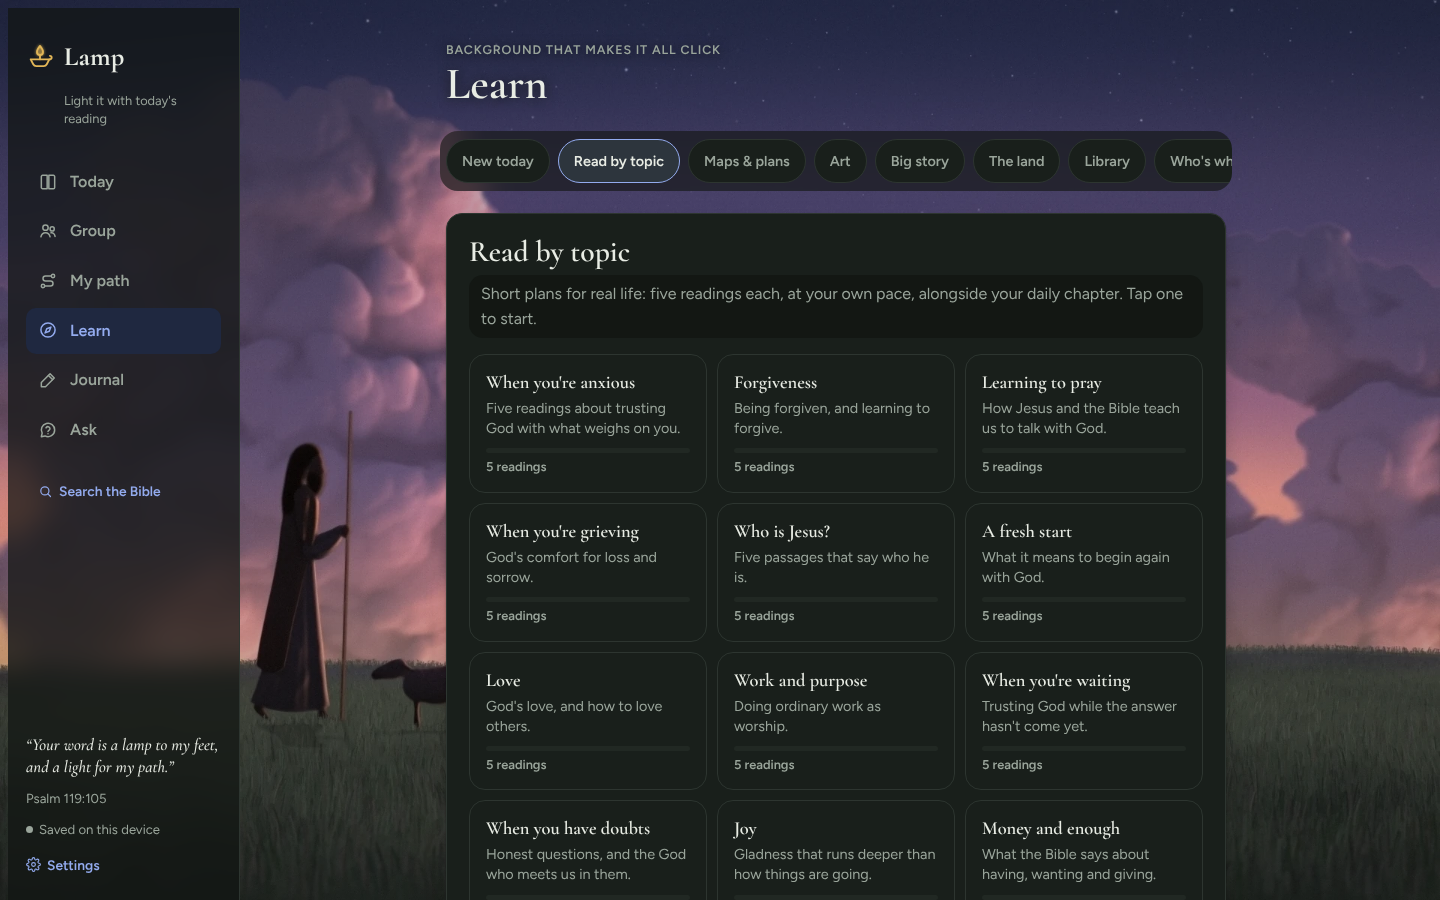 Lamp
Light it with today's
reading
Today
Group
My path
Learn
Journal
Ask
Search the Bible
“Your word is a lamp to my feet,
and a light for my path.”
Psalm 119:105
Saved on this device
Settings
BACKGROUND THAT MAKES IT ALL CLICK
Learn
New today
Read by topic
Maps & plans
Art
Big story
The land
Library
Who's wh
Read by topic
Short plans for real life: five readings each, at your own pace, alongside your daily chapter. Tap one
to start.
When you're anxious
Five readings about trusting
God with what weighs on you.
5 readings
Forgiveness
Being forgiven, and learning to
forgive.
5 readings
Learning to pray
How Jesus and the Bible teach
us to talk with God.
5 readings
When you're grieving
God's comfort for loss and
sorrow.
5 readings
Who is Jesus?
Five passages that say who he
is.
5 readings
A fresh start
What it means to begin again
with God.
5 readings
Love
God's love, and how to love
others.
5 readings
Work and purpose
Doing ordinary work as
worship.
5 readings
When you're waiting
Trusting God while the answer
hasn't come yet.
5 readings
When you have doubts
Honest questions, and the God
who meets us in them.
Joy
Gladness that runs deeper than
how things are going.
Money and enough
What the Bible says about
having, wanting and giving.